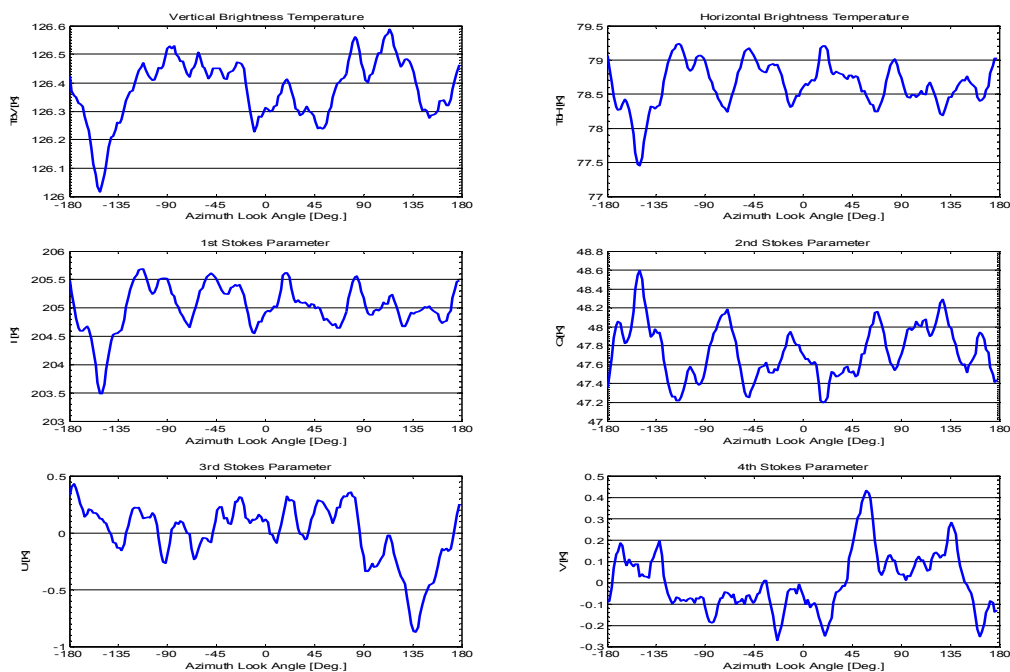 Vertical Brightness Temperature
126.6
126.5
126.4
126.3
126.2
126.1
126
TbV[K]
-180 -135 -90 -45 0 45 90 135 180
Azimuth Look Angle [Deg.]
Horizontal Brightness Temperature
79.5
79
78.5
78
77.5
77
TbH[K]
-180 -135 -90 -45 0 45 90 135 180
Azimuth Look Angle [Deg.]
1st Stokes Parameter
206
205.5
205
204.5
204
203.5
203
I [K]
-180 -135 -90 -45 0 45 90 135 180
Azimuth Look Angle [Deg.]
2nd Stokes Parameter
48.8
48.6
48.4
48.2
48
47.8
47.6
47.4
47.2
47
Q[K]
-180 -135 -90 -45 0 45 90 135 180
Azimuth Look Angle [Deg.]
3rd Stokes Parameter
0.5
0
-0.5
-1
U[K]
-180 -135 -90 -45 0 45 90 135 180
Azimuth Look Angle [Deg.]
4th Stokes Parameter
0.5
0.4
0.3
0.2
0.1
0
-0.1
-0.2
-0.3
V[K]
-180 -135 -90 -45 0 45 90 135 180
Azimuth Look Angle [Deg.]